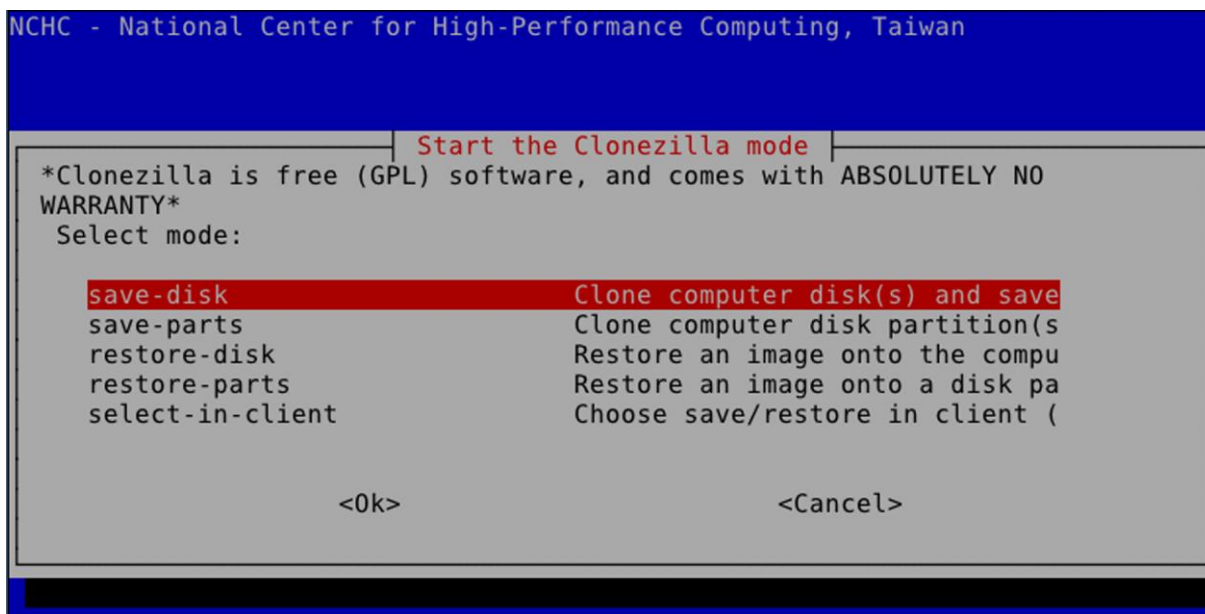 NCHC - National Center for High-Performance Computing, Taiwan
Start the Clonezilla mode
*Clonezilla is free (GPL) software, and comes with ABSOLUTELY NO
WARRANTY*
Select mode:
save-disk Clone computer disk(s) and save
save-parts Clone computer disk partition(s
restore-disk Restore an image onto the compu
restore-parts Restore an image onto a disk pa
select-in-client Choose save/restore in client (
<Ok> <Cancel>